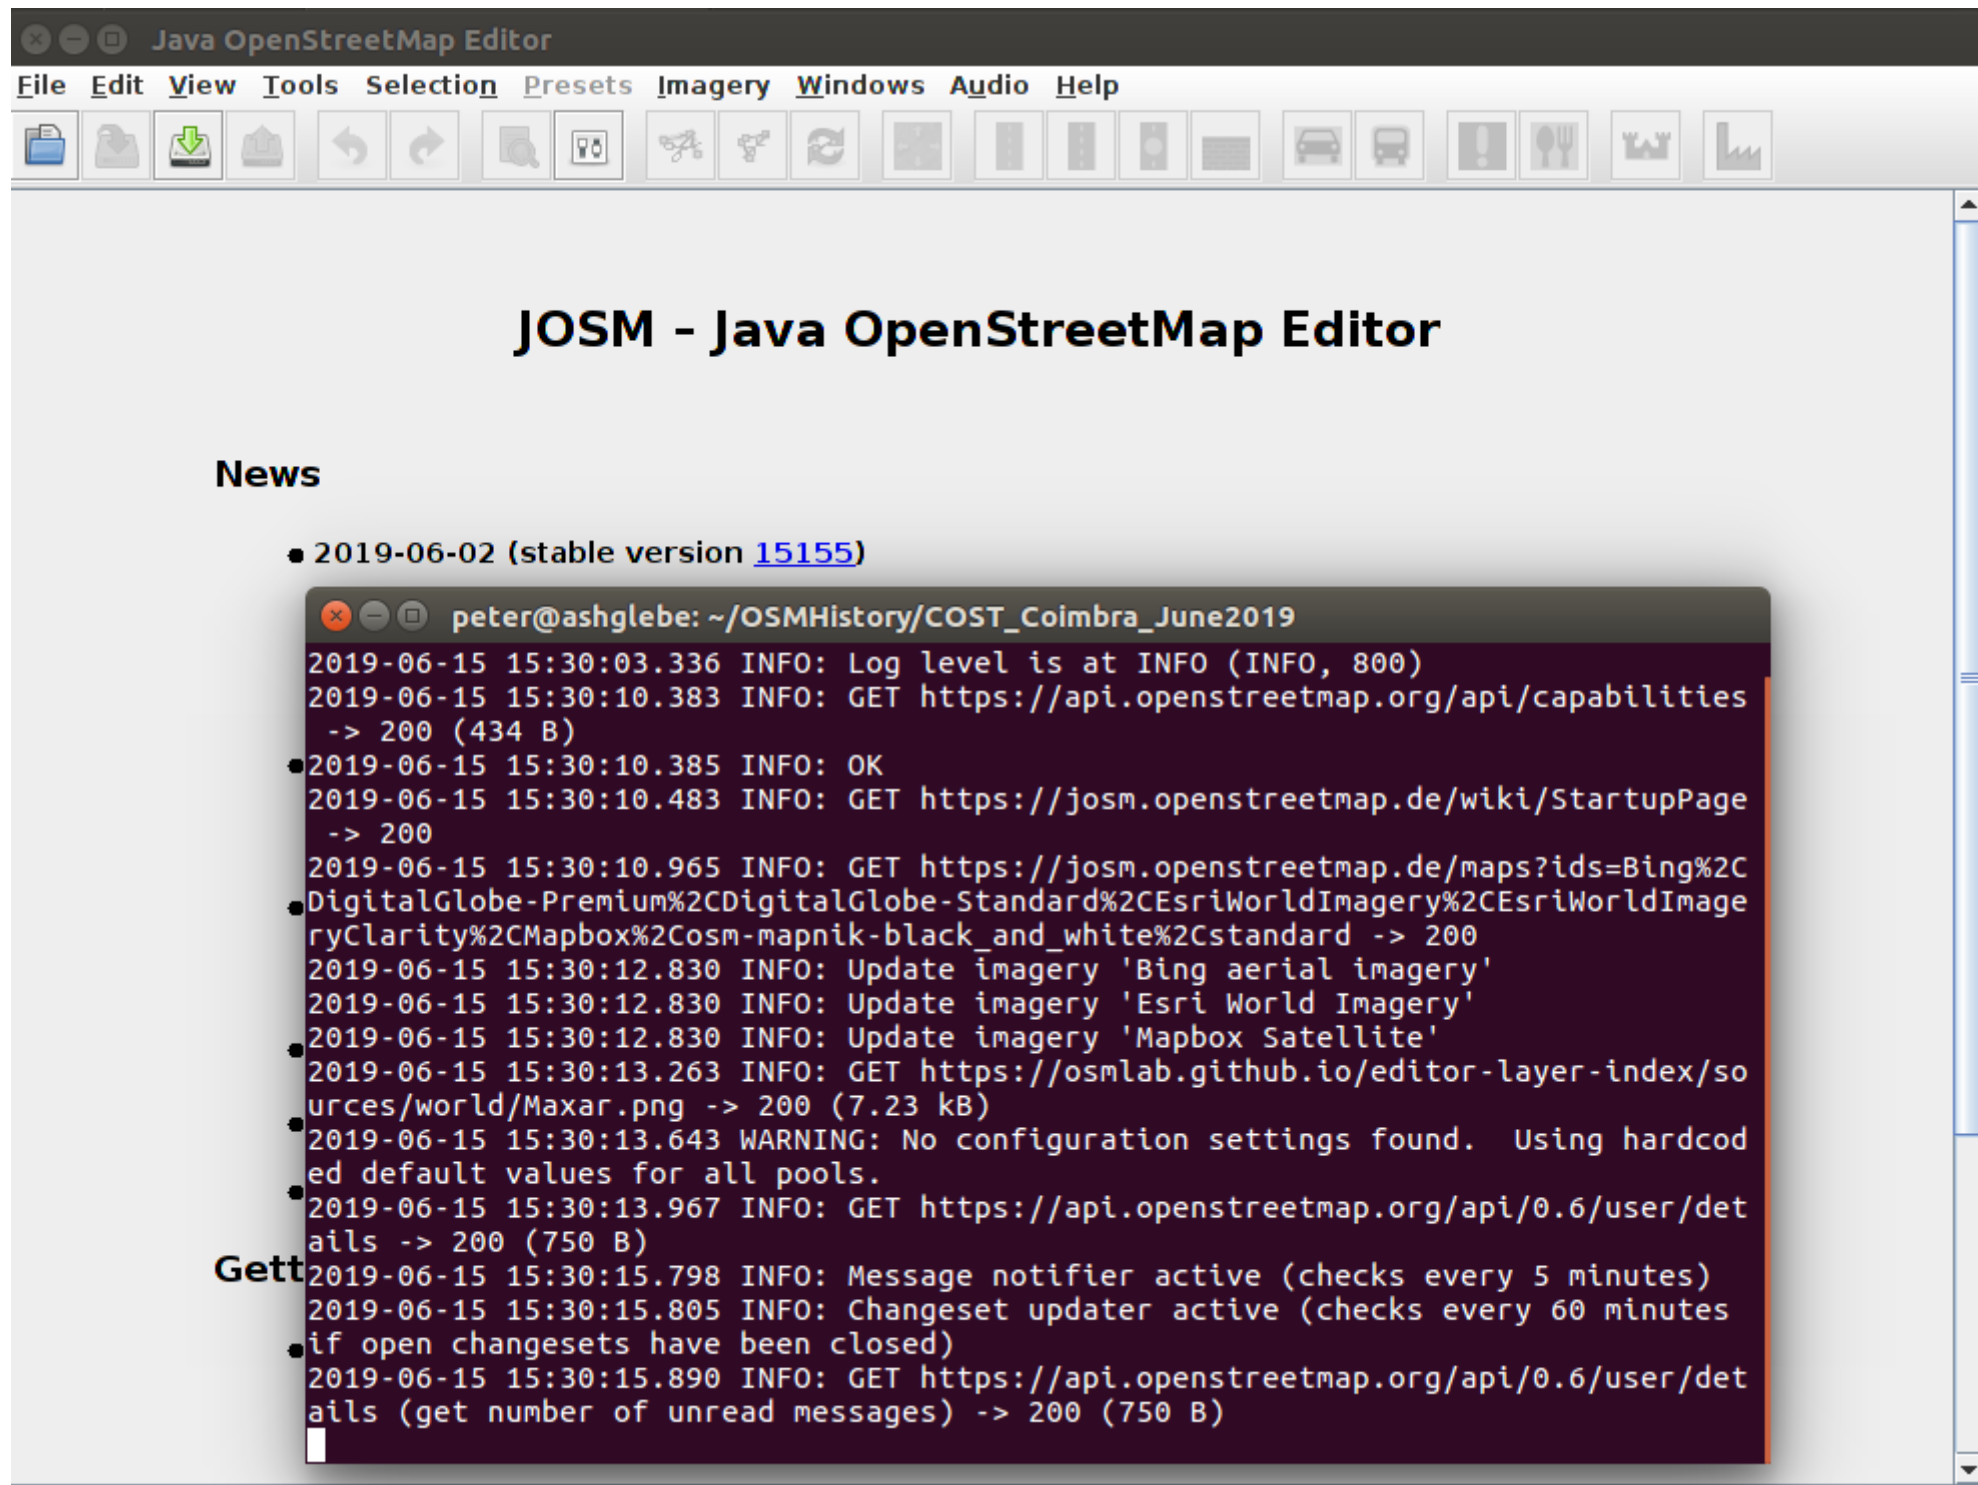 Java OpenStreetMap Editor
File Edit View Tools Selection Presets Imagery Windows Audio Help
JOSM – Java OpenStreetMap Editor
News
2019-06-02 (stable version 15155)
peter@ashglebe: ~/OSMHistory/COST_Coimbra_June2019
2019-06-15 15:30:03.336 INFO: Log level is at INFO (INFO, 800)
2019-06-15 15:30:10.383 INFO: GET https://api.openstreetmap.org/api/capabilities
-> 200 (434 B)
2019-06-15 15:30:10.385 INFO: OK
2019-06-15 15:30:10.483 INFO: GET https://josm.openstreetmap.de/wiki/StartupPage
-> 200
2019-06-15 15:30:10.965 INFO: GET https://josm.openstreetmap.de/maps?ids=Bing%2C
DigitalGlobe-Premium%2CDigitalGlobe-Standard%2CEsriWorldImagery%2CEsriWorldImage
ryClarity%2CMapbox%2Cosm-mapnik-black_and_white%2Cstandard -> 200
2019-06-15 15:30:12.830 INFO: Update imagery 'Bing aerial imagery'
2019-06-15 15:30:12.830 INFO: Update imagery 'Esri World Imagery'
2019-06-15 15:30:12.830 INFO: Update imagery 'Mapbox Satellite'
2019-06-15 15:30:13.263 INFO: GET https://osmlab.github.io/editor-layer-index/so
urces/world/Maxar.png -> 200 (7.23 kB)
2019-06-15 15:30:13.643 WARNING: No configuration settings found.  Using hardcod
ed default values for all pools.
2019-06-15 15:30:13.967 INFO: GET https://api.openstreetmap.org/api/0.6/user/det
ails -> 200 (750 B)
Gett
2019-06-15 15:30:15.798 INFO: Message notifier active (checks every 5 minutes)
2019-06-15 15:30:15.805 INFO: Changeset updater active (checks every 60 minutes
if open changesets have been closed)
2019-06-15 15:30:15.890 INFO: GET https://api.openstreetmap.org/api/0.6/user/det
ails (get number of unread messages) -> 200 (750 B)